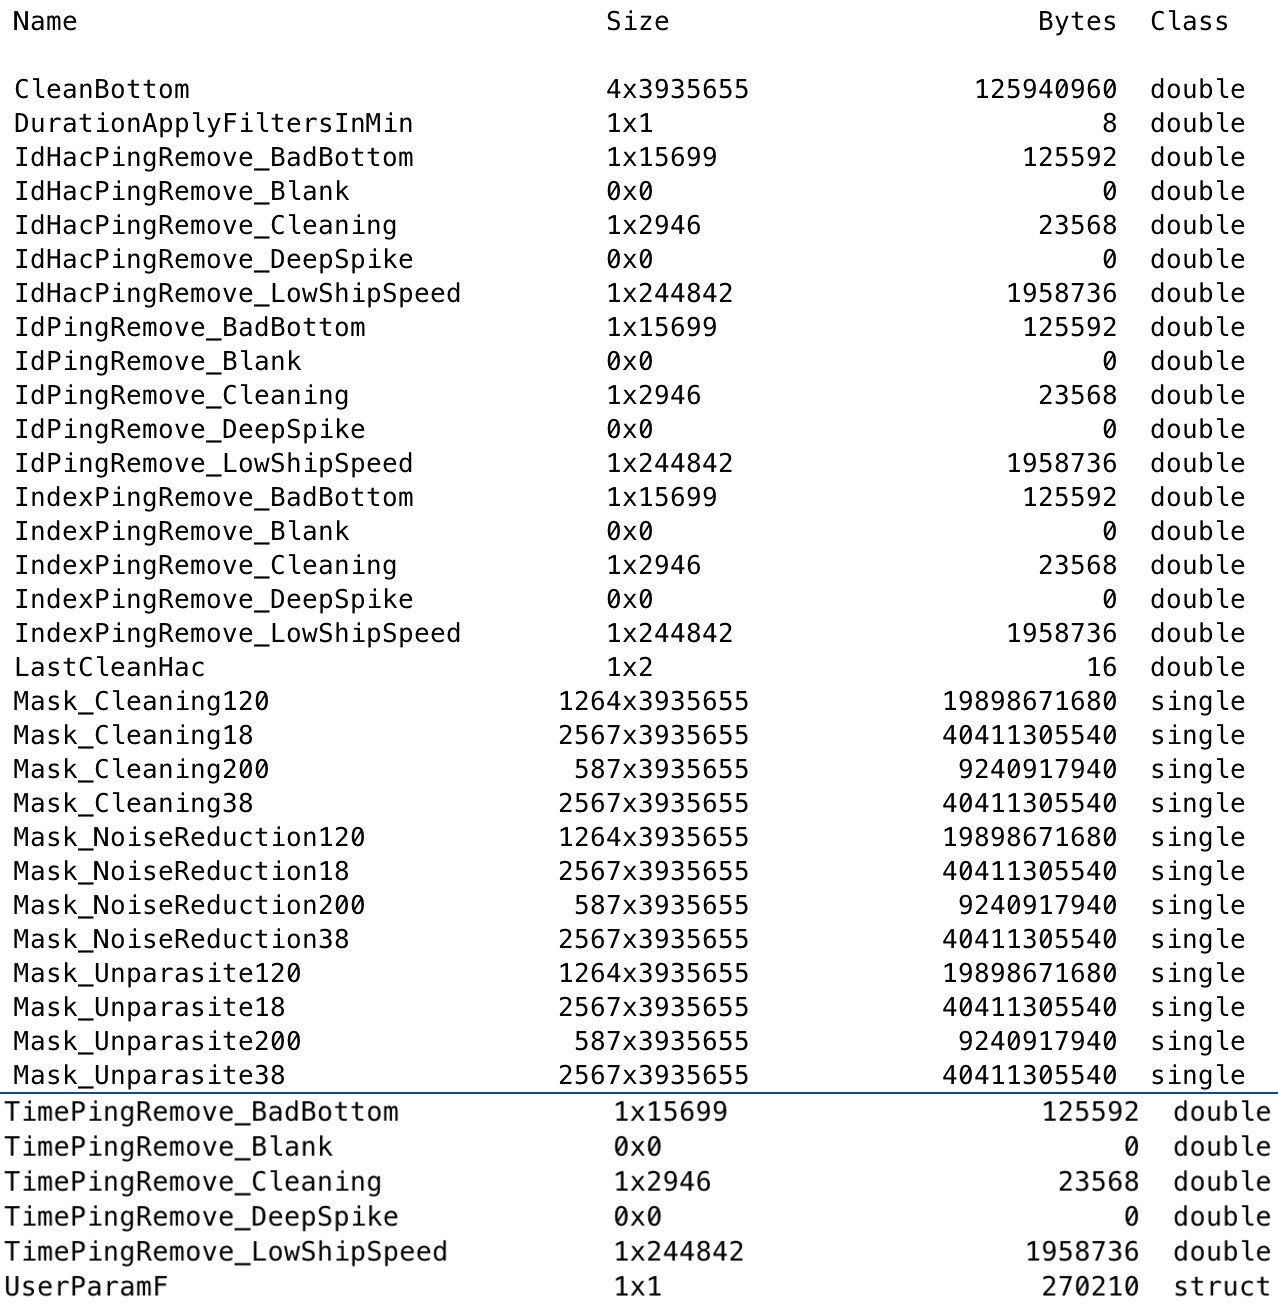 Name Size Bytes Class
CleanBottom 4x3935655 125940960 double
DurationApplyFiltersInMin 1x1 8 double
IdHacPingRemove_BadBottom 1x15699 125592 double
IdHacPingRemove_Blank 0x0 0 double
IdHacPingRemove_Cleaning 1x2946 23568 double
IdHacPingRemove_DeepSpike 0x0 0 double
IdHacPingRemove_LowShipSpeed 1x244842 1958736 double
IdPingRemove_BadBottom 1x15699 125592 double
IdPingRemove_Blank 0x0 0 double
IdPingRemove_Cleaning 1x2946 23568 double
IdPingRemove_DeepSpike 0x0 0 double
IdPingRemove_LowShipSpeed 1x244842 1958736 double
IndexPingRemove_BadBottom 1x15699 125592 double
IndexPingRemove_Blank 0x0 0 double
IndexPingRemove_Cleaning 1x2946 23568 double
IndexPingRemove_DeepSpike 0x0 0 double
IndexPingRemove_LowShipSpeed 1x244842 1958736 double
LastCleanHac 1x2 16 double
Mask_Cleaning120 1264x3935655 19898671680 single
Mask_Cleaning18 2567x3935655 40411305540 single
Mask_Cleaning200 587x3935655 9240917940 single
Mask_Cleaning38 2567x3935655 40411305540 single
Mask_NoiseReduction120 1264x3935655 19898671680 single
Mask_NoiseReduction18 2567x3935655 40411305540 single
Mask_NoiseReduction200 587x3935655 9240917940 single
Mask_NoiseReduction38 2567x3935655 40411305540 single
Mask_Unparasite120 1264x3935655 19898671680 single
Mask_Unparasite18 2567x3935655 40411305540 single
Mask_Unparasite200 587x3935655 9240917940 single
Mask_Unparasite38 2567x3935655 40411305540 single
TimePingRemove_BadBottom 1x15699 125592 double
TimePingRemove_Blank 0x0 0 double
TimePingRemove_Cleaning 1x2946 23568 double
TimePingRemove_DeepSpike 0x0 0 double
TimePingRemove_LowShipSpeed 1x244842 1958736 double
UserParamF 1x1 270210 struct